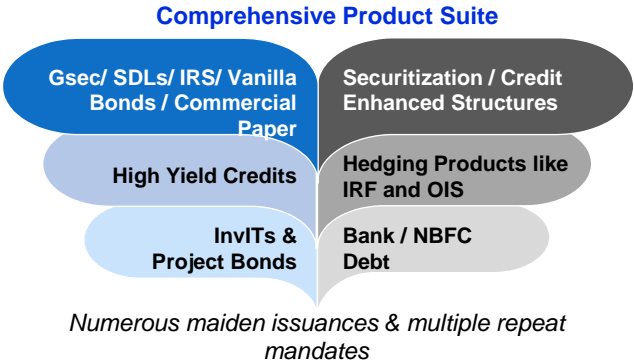 Comprehensive Product Suite
Gsec/ SDLs/ IRS/ Vanilla
Bonds / Commercial
Paper
Securitization / Credit
Enhanced Structures
High Yield Credits
Hedging Products like
IRF and OIS
InvITs &
Project Bonds
Bank / NBFC
Debt
Numerous maiden issuances & multiple repeat
mandates